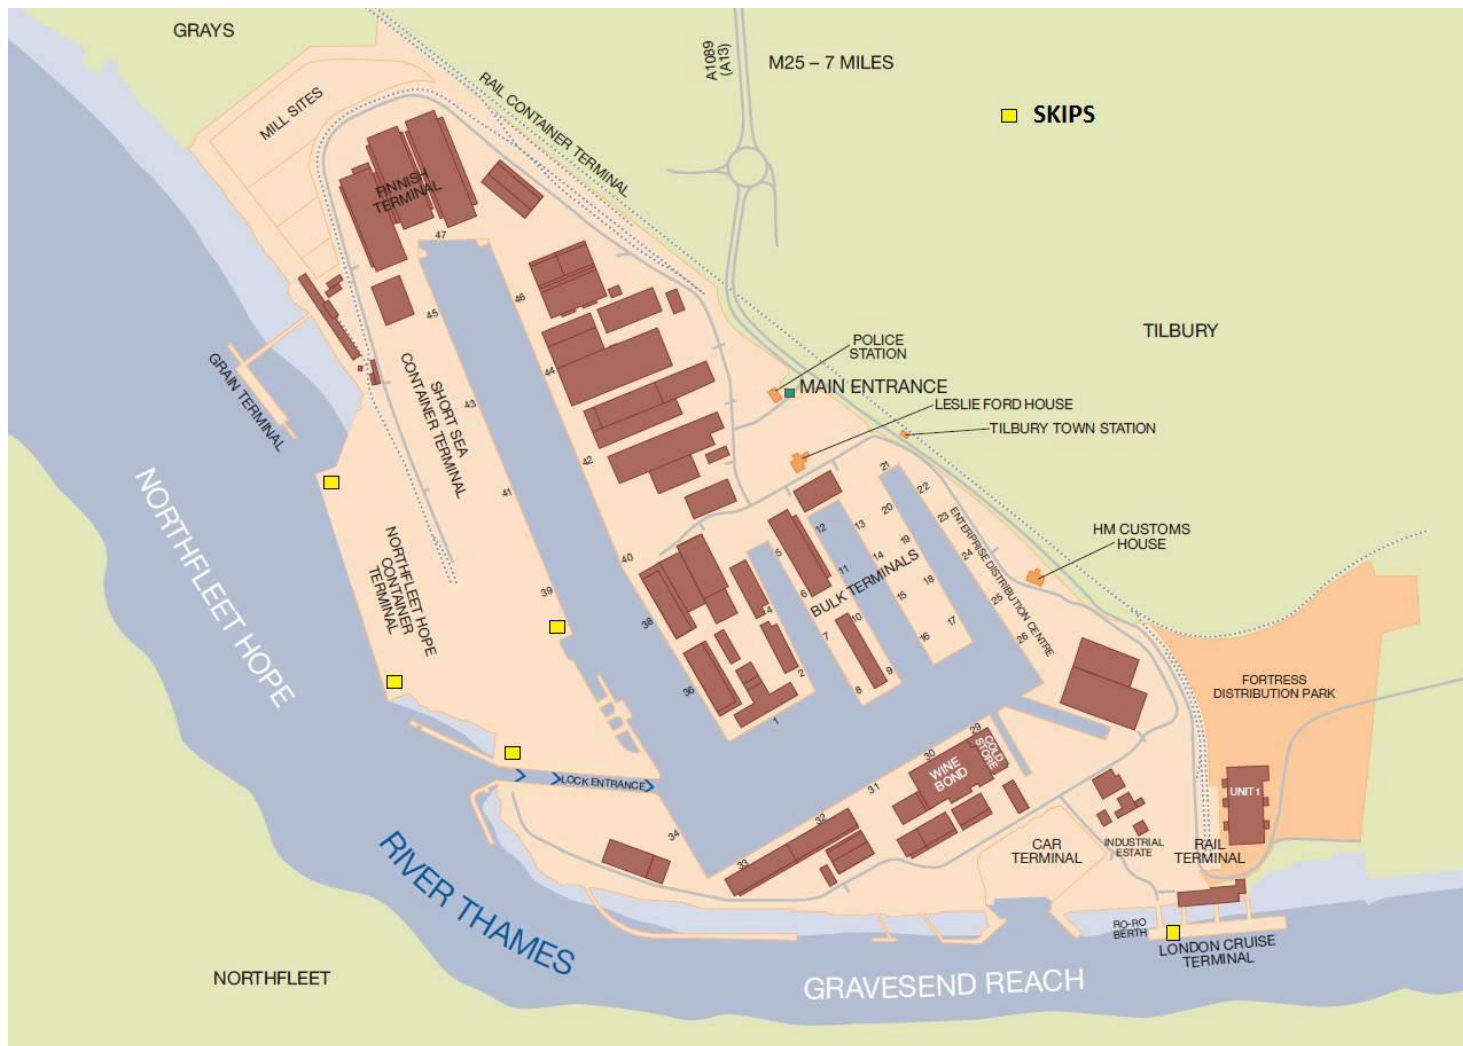 GRAYS
A1089
(A13)
M25 – 7 MILES
SKIPS
MILL SITES
RAIL CONTAINER TERMINAL
FINNISH
TERMINAL
47
46
45
44
43
42
41
40
39
38
36
SHORT SEA
CONTAINER TERMINAL
GRAIN TERMINAL
TILBURY
POLICE
STATION
MAIN ENTRANCE
LESLIE FORD HOUSE
TILBURY TOWN STATION
HM CUSTOMS
HOUSE
NORTHFLEET HOPE
NORTHFLEET HOPE
CONTAINER
TERMINAL
BULK TERMINALS
ENTERPRISE DISTRIBUTION CENTRE
1
2
4
5
6
7
8
9
10
11
12
13
14
15
16
17
18
19
20
21
22
23
24
25
26
FORTRESS
DISTRIBUTION PARK
UNIT 1
LOCK ENTRANCE
29
30
31
32
33
34
COLD
STORE
WINE
BOND
CAR
TERMINAL
INDUSTRIAL
ESTATE
RAIL
TERMINAL
RO-RO
BERTH
LONDON CRUISE
TERMINAL
RIVER THAMES
NORTHFLEET
GRAVESEND REACH